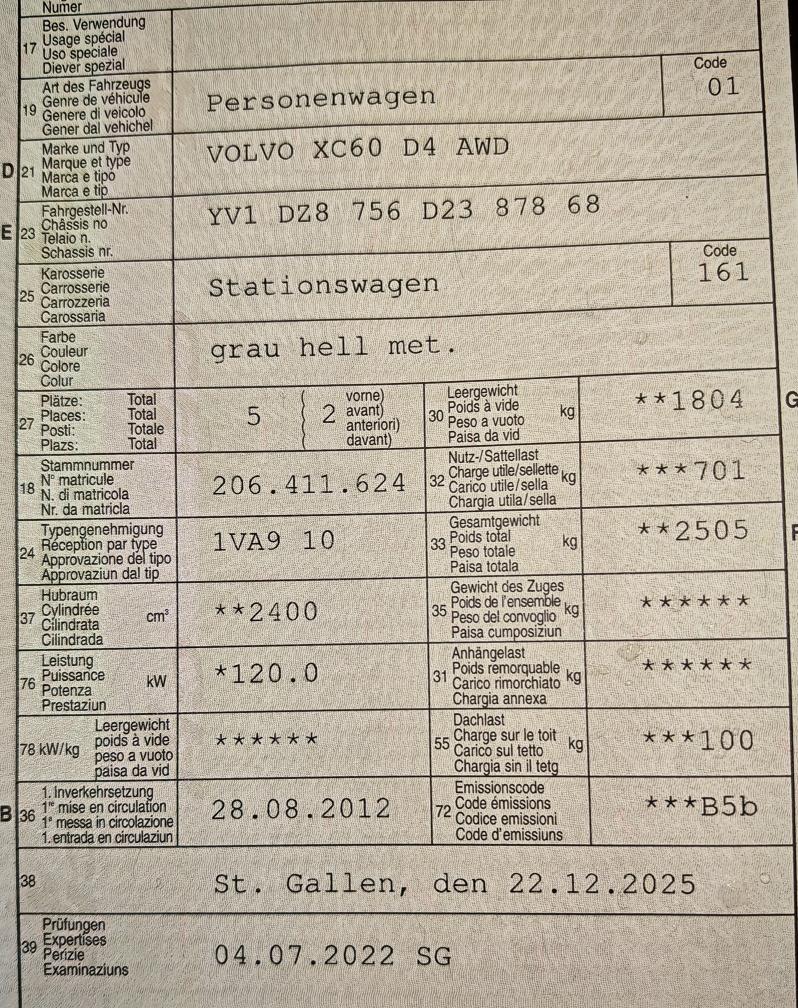 Numer
17 Bes. Verwendung
Usage spécial
Uso speciale
Diever spezial
19 Art des Fahrzeugs
Genre de véhicule
Genere di veicolo
Gener dal vehichel
Personenwagen
Code
01
D 21 Marke und Typ
Marque et type
Marca e tipo
Marca e tip
VOLVO XC60 D4 AWD
E 23 Fahrgestell-Nr.
Châssis no
Telaio n.
Schassis nr.
YV1 DZ8 756 D23 878 68
25 Karosserie
Carrosserie
Carrozzeria
Carossaria
Stationswagen
Code
161
26 Farbe
Couleur
Colore
Colur
grau hell met.
27 Plätze: Total
Places: Total
Posti: Totale
Plazs: Total
5 ( 2 vorne)
avant)
anteriori)
davant)
30 Leergewicht
Poids à vide
Peso a vuoto
Paisa da vid
kg
**1804
G
18 Stammnummer
N° matricule
N. di matricola
Nr. da matricla
206.411.624
32 Nutz-/Sattellast
Charge utile/sellette
Carico utile/sella
Chargia utila/sella
kg
***701
24 Typengenehmigung
Réception par type
Approvazione del tipo
Approvaziun dal tip
1VA9 10
33 Gesamtgewicht
Poids total
Peso totale
Paisa totala
kg
**2505
F
37 Hubraum
Cylindrée
Cilindrata
Cilindrada
cm³
**2400
35 Gewicht des Zuges
Poids de l'ensemble
Peso del convoglio
Paisa cumposiziun
kg
******
76 Leistung
Puissance
Potenza
Prestaziun
kW
*120.0
31 Anhängelast
Poids remorquable
Carico rimorchiato
Chargia annexa
kg
******
78 kW/kg Leergewicht
poids à vide
peso a vuoto
paisa da vid
******
55 Dachlast
Charge sur le toit
Carico sul tetto
Chargia sin il tetg
kg
***100
B 36 1. Inverkehrsetzung
1re mise en circulation
1a messa in circolazione
1. entrada en circulaziun
28.08.2012
72 Emissionscode
Code émissions
Codice emissioni
Code d'emissiuns
***B5b
38 St. Gallen, den 22.12.2025
39 Prüfungen
Expertises
Perizie
Examinaziuns
04.07.2022 SG